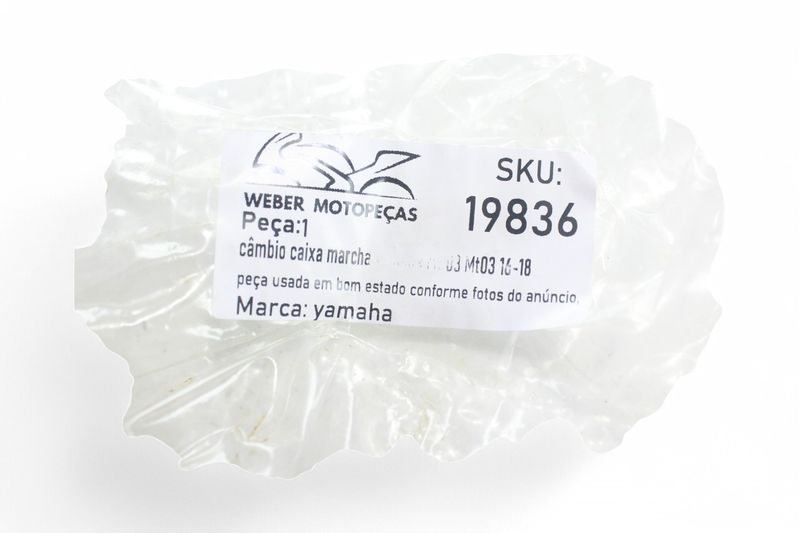 WEBER MOTOPEÇAS
SKU:
19836
Peça:1
câmbio caixa marcha 03 Mt03 16-18
peça usada em bom estado conforme fotos do anúncio.
Marca: yamaha